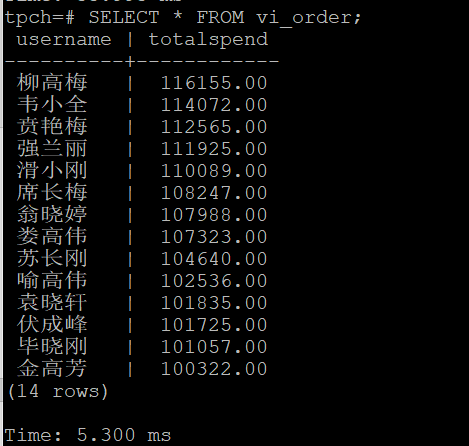 tpch=# SELECT * FROM vi_order;
username | totalspend
----------+------------
柳高梅 | 116155.00
韦小全 | 114072.00
贲艳梅 | 112565.00
强兰丽 | 111925.00
滑小刚 | 110089.00
席长梅 | 108247.00
翁晓婷 | 107988.00
娄高伟 | 107323.00
苏长刚 | 104640.00
喻高伟 | 102536.00
袁晓轩 | 101835.00
伏成峰 | 101725.00
毕晓刚 | 101057.00
金高芳 | 100322.00
(14 rows)
Time: 5.300 ms